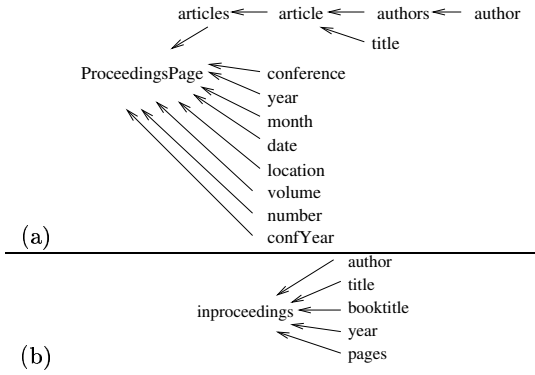 articles article authors author
title
ProceedingsPage conference
year
month
date
location
volume
number
confYear
(a)
author
title
inproceedings booktitle
year
pages
(b)